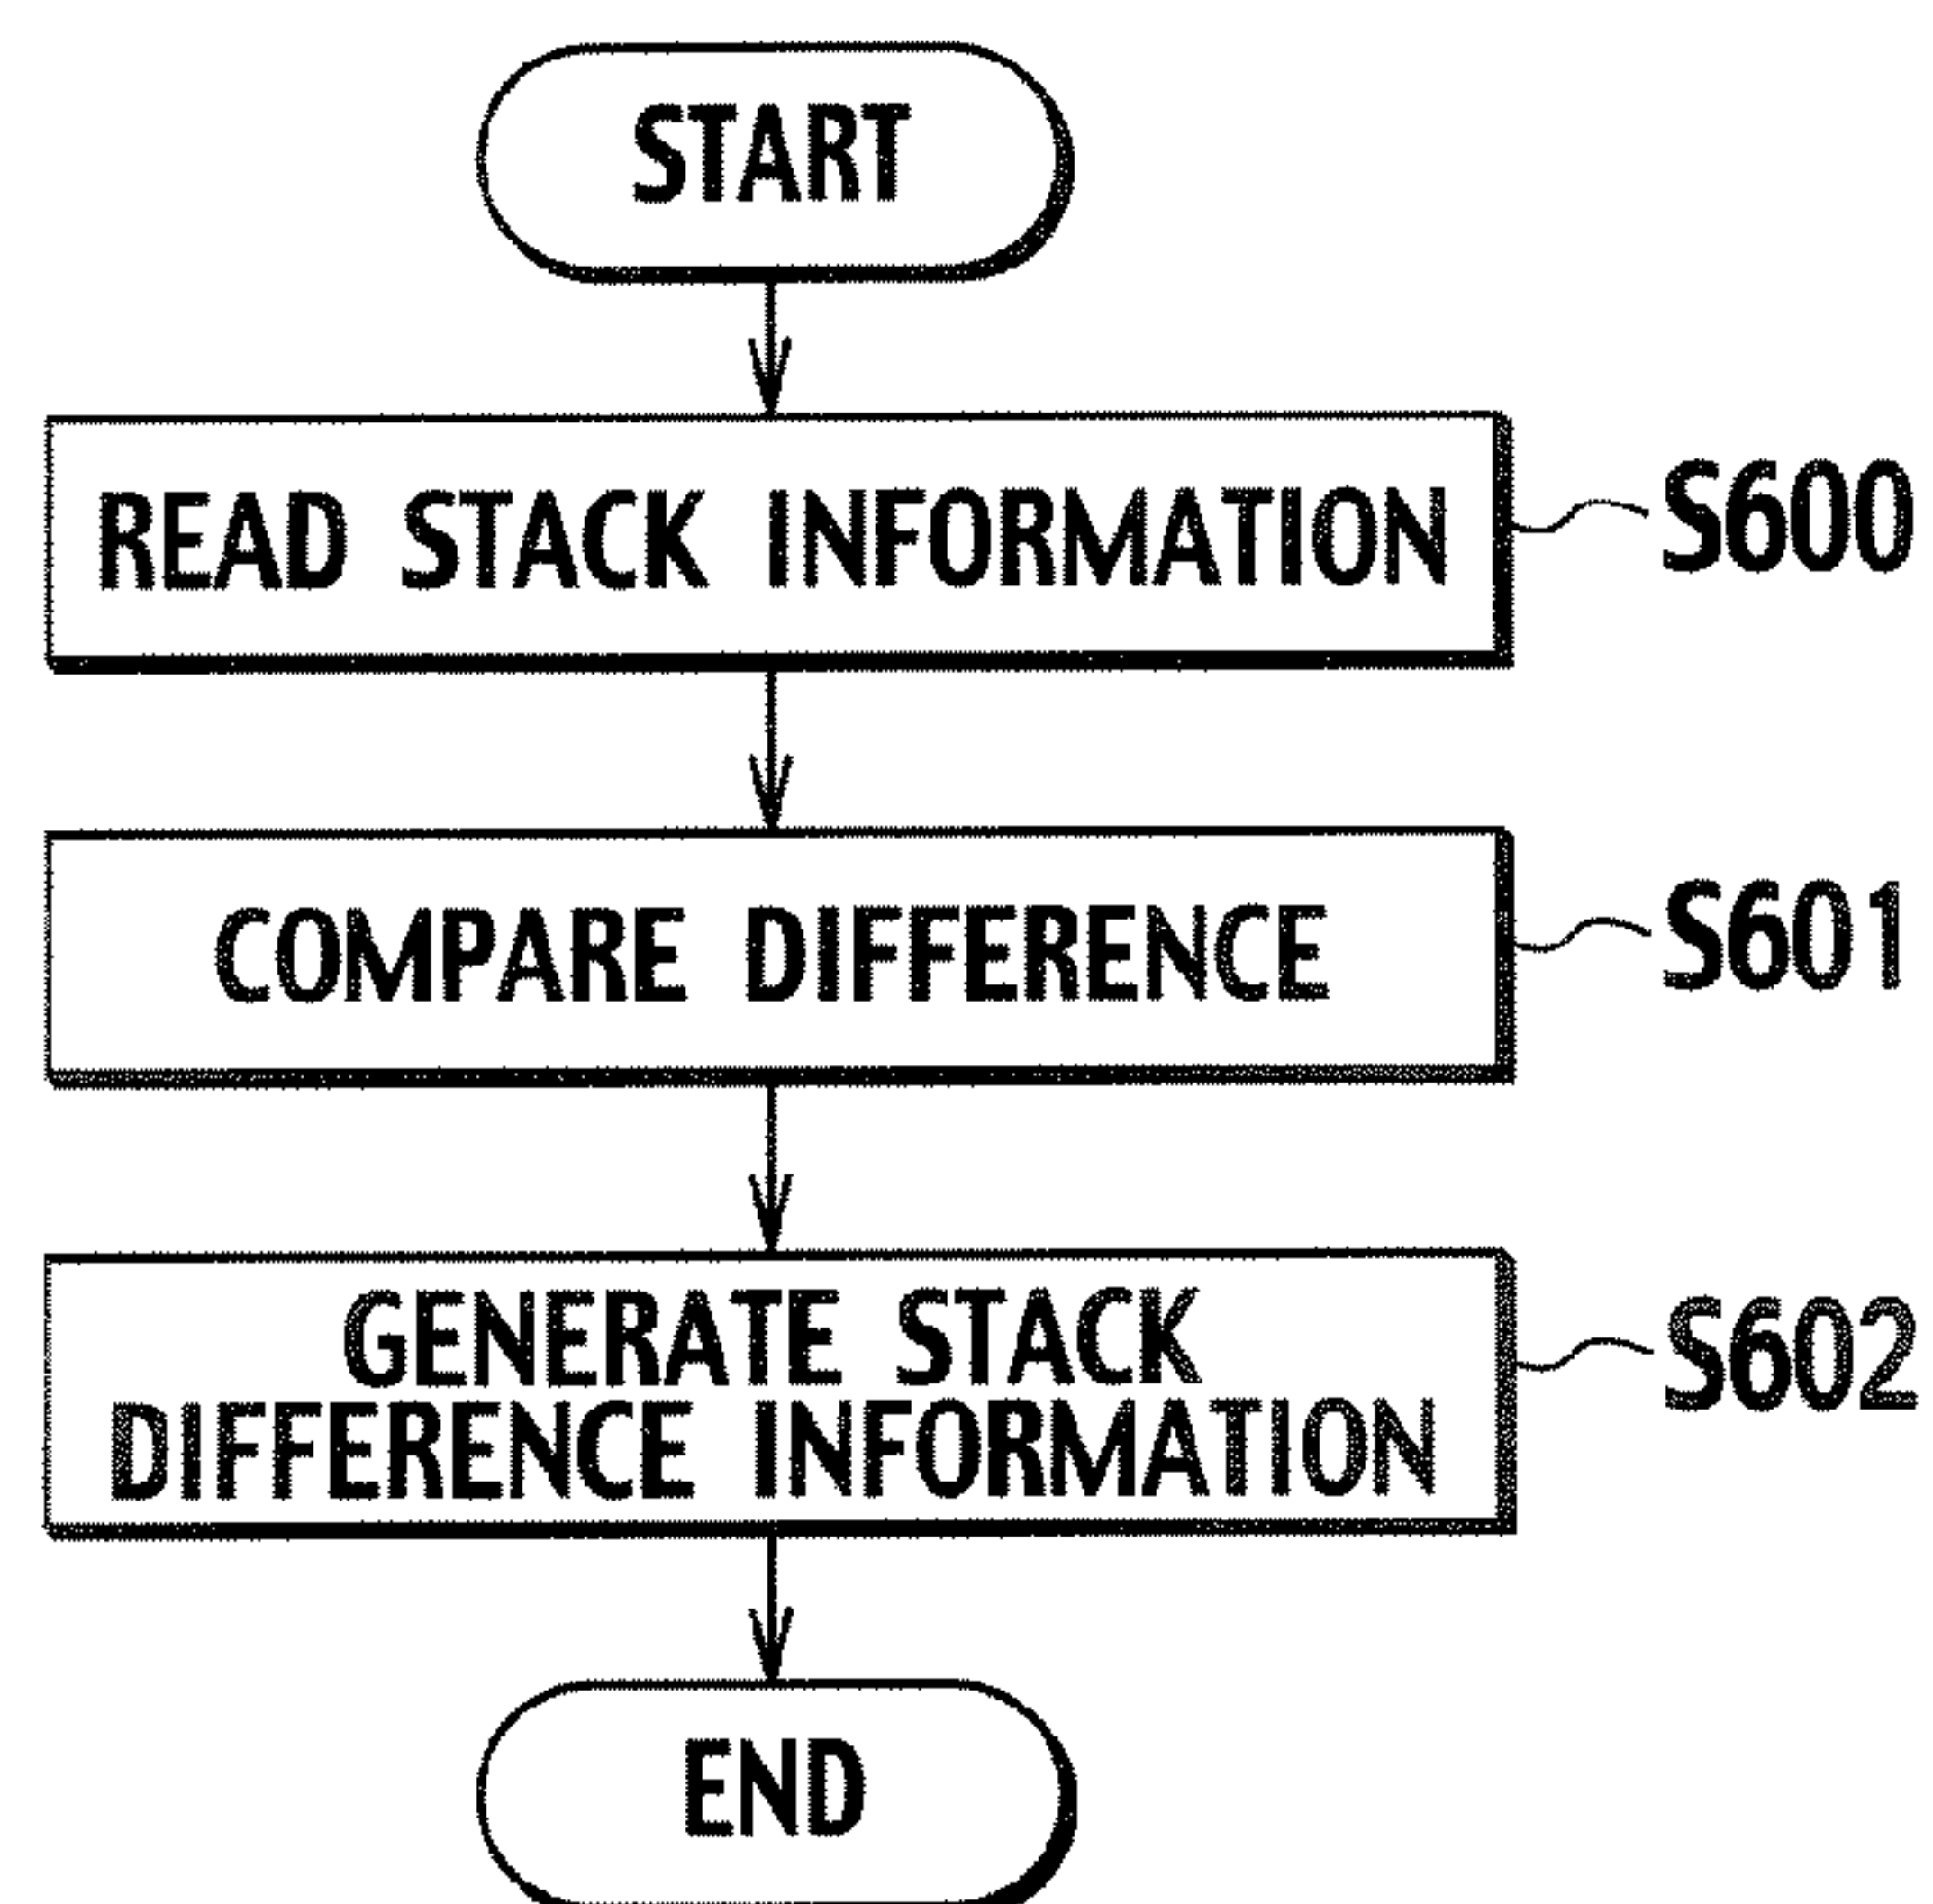 START
READ STACK INFORMATION
S600
COMPARE DIFFERENCE
S601
GENERATE STACK
DIFFERENCE INFORMATION
S602
END